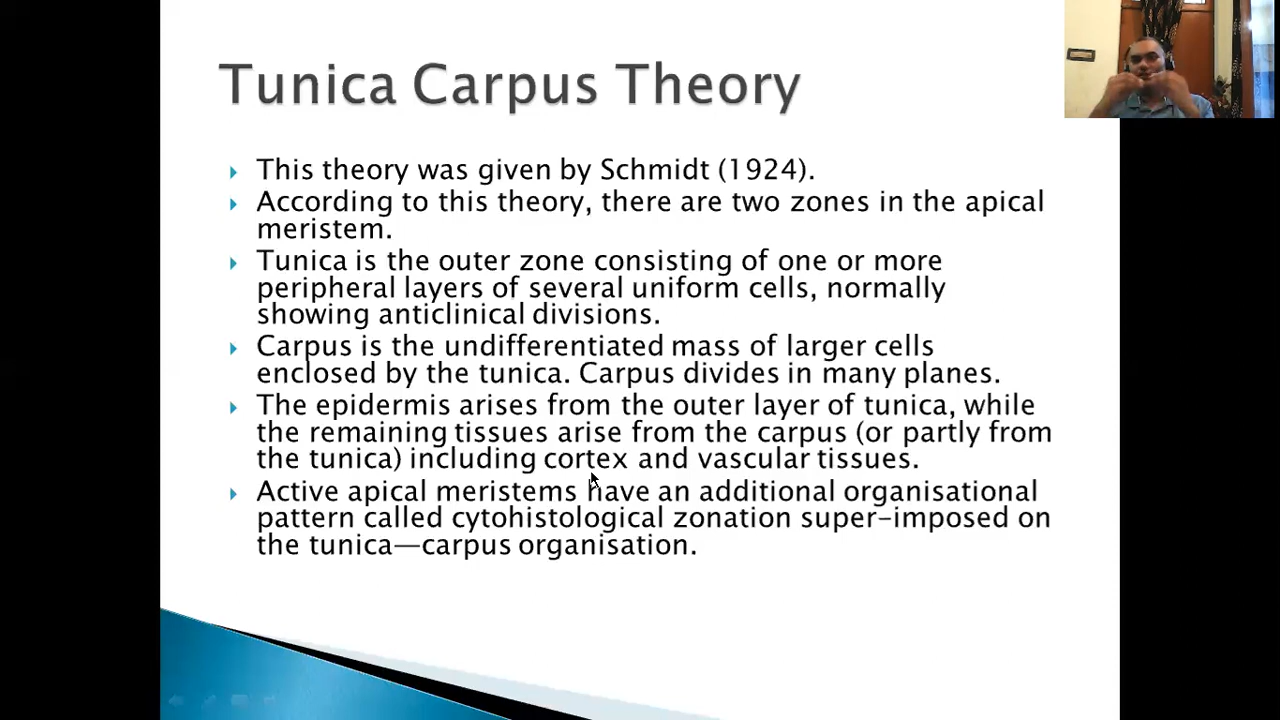 Tunica Carpus Theory
This theory was given by Schmidt (1924).
According to this theory, there are two zones in the apical
meristem.
Tunica is the outer zone consisting of one or more
peripheral layers of several uniform cells, normally
showing anticlinical divisions.
Carpus is the undifferentiated mass of larger cells
enclosed by the tunica. Carpus divides in many planes.
The epidermis arises from the outer layer of tunica, while
the remaining tissues arise from the carpus (or partly from
the tunica) including cortex and vascular tissues.
Active apical meristems have an additional organisational
pattern called cytohistological zonation super-imposed on
the tunica—carpus organisation.